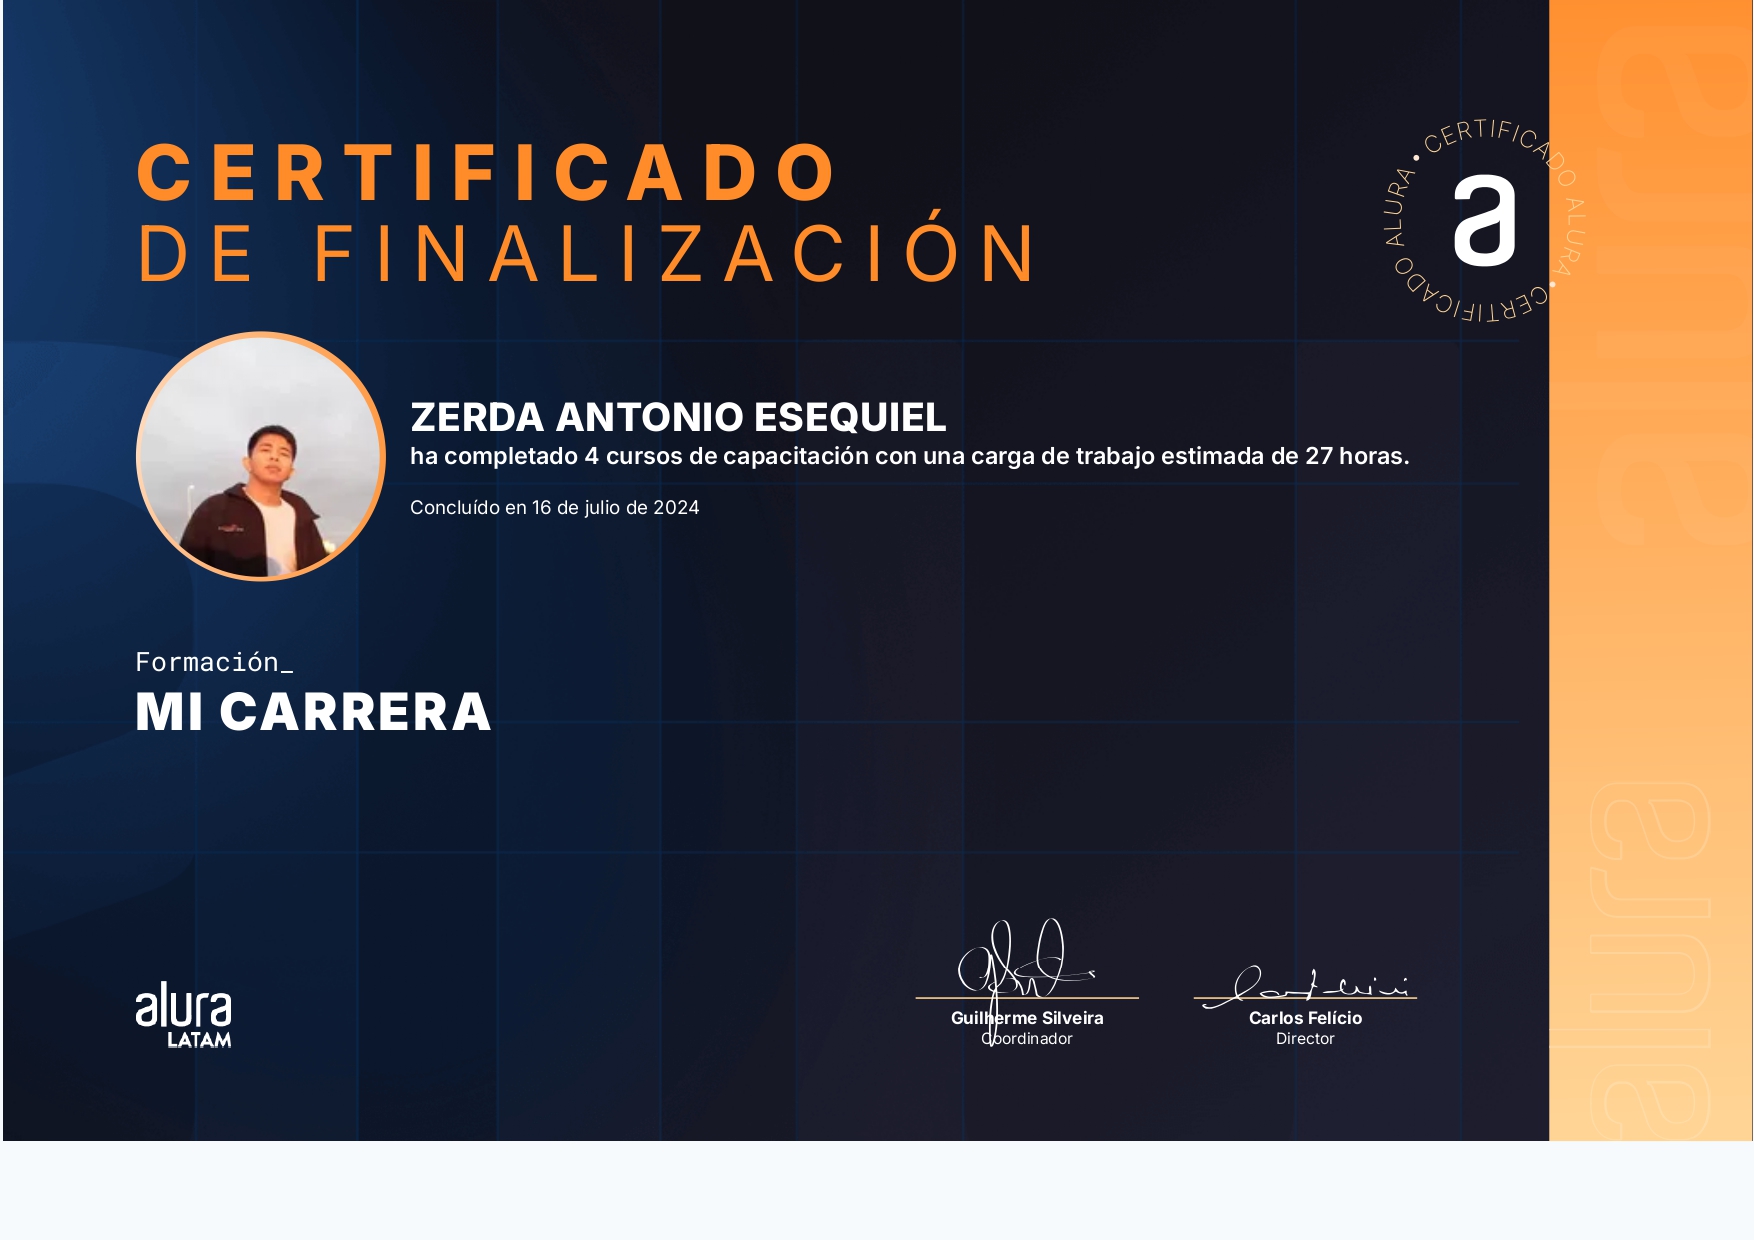 CERTIFICADO
DE FINALIZACIÓN
• CERTIFICADO ALURA • CERTIFICADO ALURA
a
ZERDA ANTONIO ESEQUIEL
ha completado 4 cursos de capacitación con una carga de trabajo estimada de 27 horas.
Concluído en 16 de julio de 2024
Formación_
MI CARRERA
alura
LATAM
Guilherme Silveira
Coordinador
Carlos Felício
Director
alura
alura